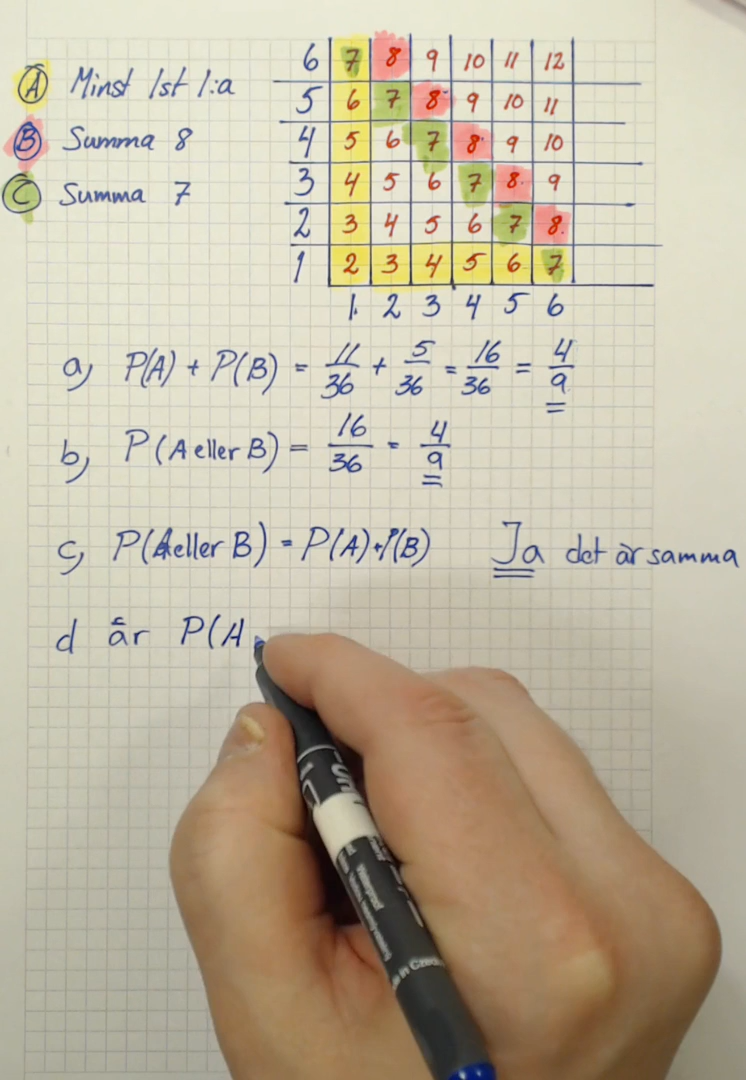 A Minst 1st 1:a
B Summa 8
C Summa 7
6 7 8 9 10 11 12
5 6 7 8 9 10 11
4 5 6 7 8 9 10
3 4 5 6 7 8 9
2 3 4 5 6 7 8
1 2 3 4 5 6 7
1 2 3 4 5 6
a) P(A) + P(B) = 11/36 + 5/36 = 16/36 = 4/9
b) P(A eller B) = 16/36 = 4/9
c) P(A eller B) = P(A)+P(B) Ja det är samma
d är P(A